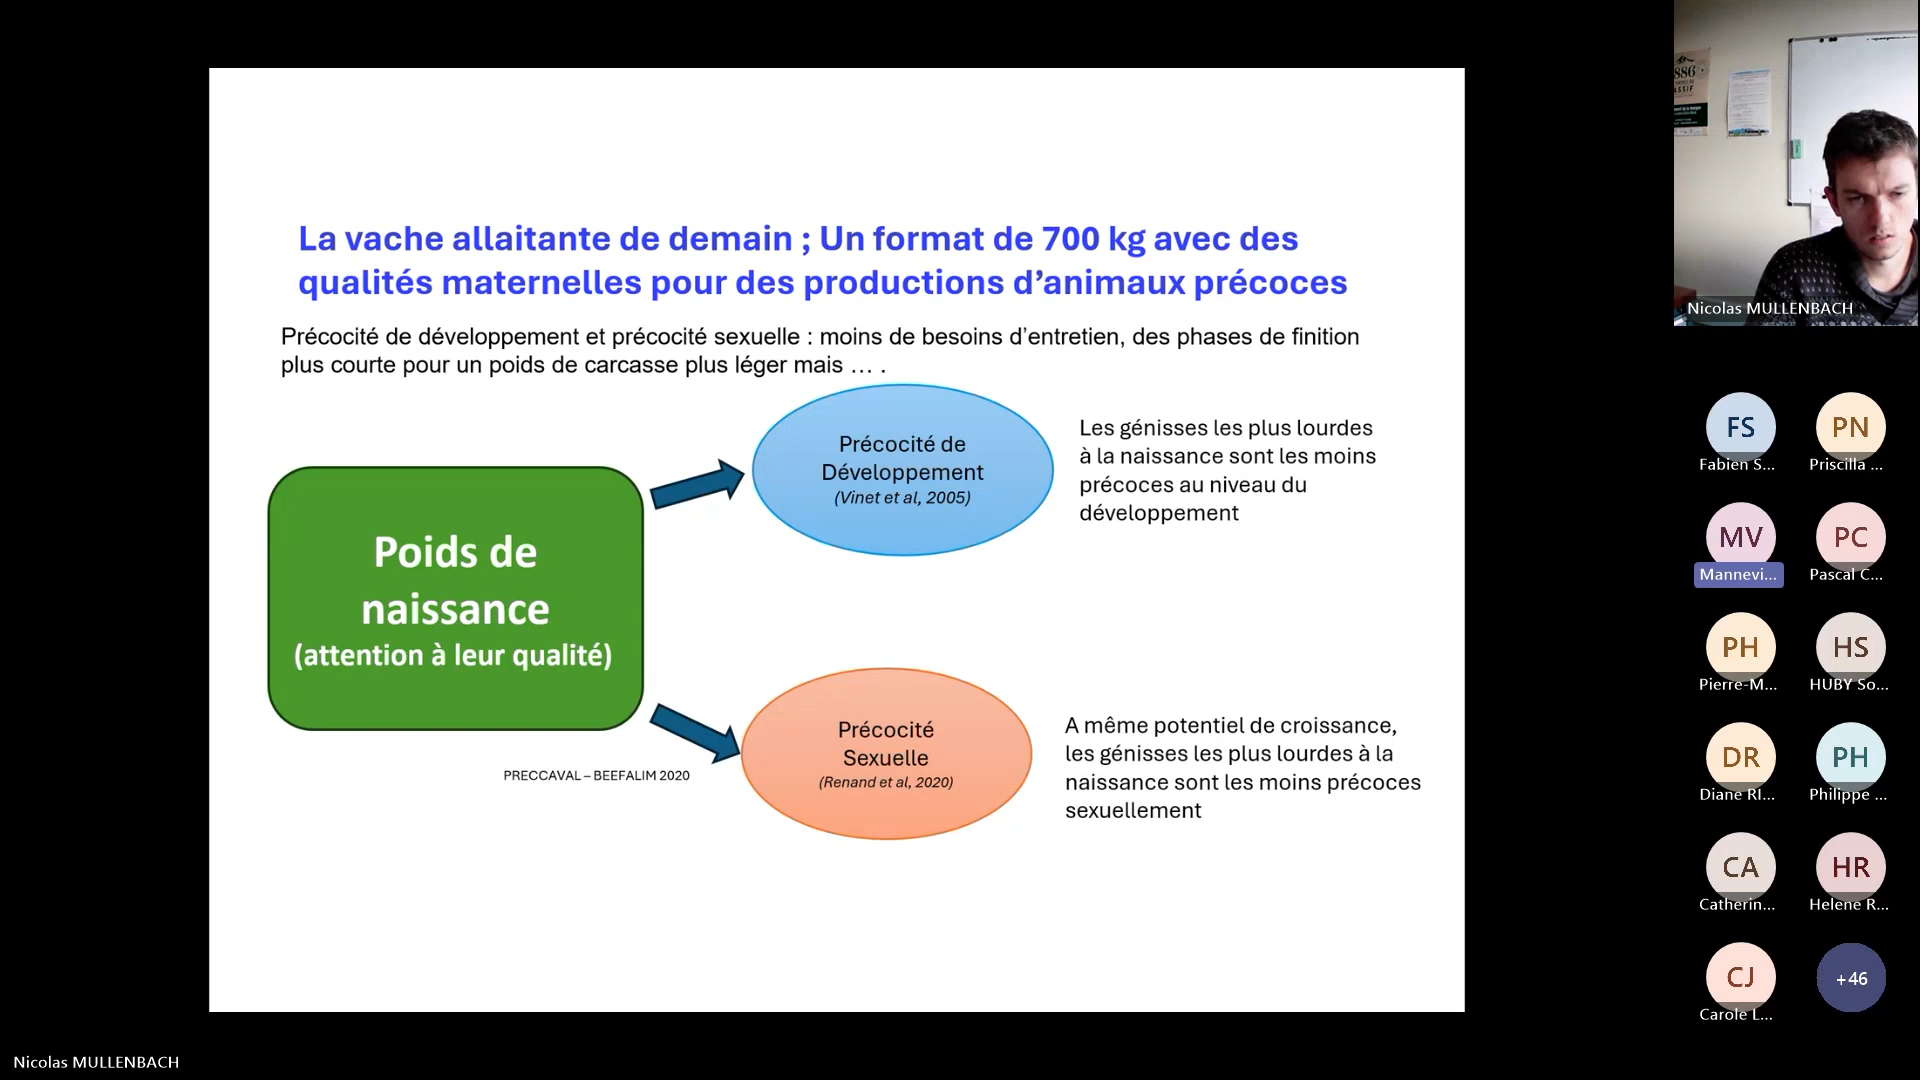 La vache allaitante de demain ; Un format de 700 kg avec des
qualités maternelles pour des productions d’animaux précoces
Précocité de développement et précocité sexuelle : moins de besoins d’entretien, des phases de finition
plus courte pour un poids de carcasse plus léger mais … .
Précocité de
Développement
(Vinet et al, 2005)
Les génisses les plus lourdes
à la naissance sont les moins
précoces au niveau du
développement
Poids de
naissance
(attention à leur qualité)
Précocité
Sexuelle
(Renand et al, 2020)
A même potentiel de croissance,
les génisses les plus lourdes à la
naissance sont les moins précoces
sexuellement
PRECCAVAL – BEEFALIM 2020
886
Nicolas MULLENBACH
FS
Fabien S...
PN
Priscilla ...
MV
Mannevi...
PC
Pascal C...
PH
Pierre-M...
HS
HUBY So...
DR
Diane RI...
PH
Philippe ...
CA
Catherin...
HR
Helene R...
CJ
Carole L...
+46
Nicolas MULLENBACH